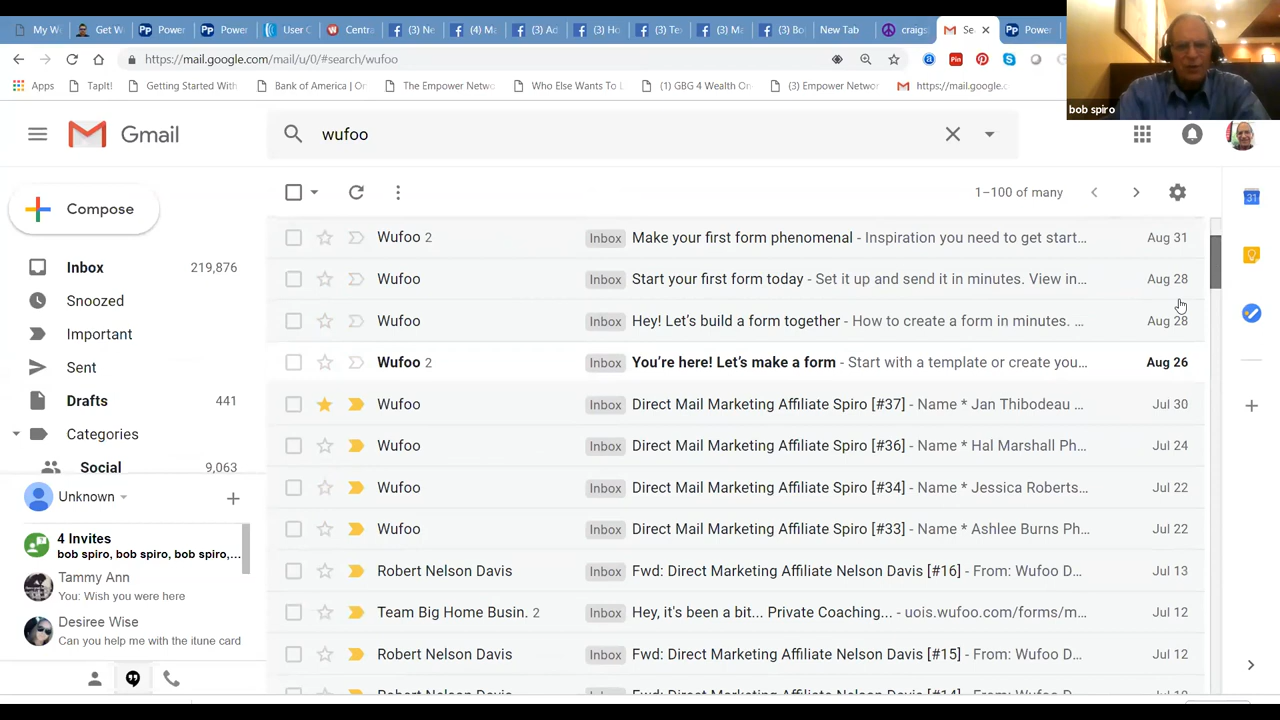 My W
Get W
Power
Power
User C
Centra
(3) Ne
(4) Ma
(3) Ad
(3) Ho
(3) Te
(3) Ma
(3) Bo
New Tab
craigs
Se
Power
https://mail.google.com/mail/u/0/#search/wufoo
Apps
TapIt!
Getting Started With
Bank of America | O
The Empower Netwo
Who Else Wants To L
(1) GBG 4 Wealth On
(3) Empower Networ
https://mail.google.c
bob spiro
Gmail
wufoo
Compose
1–100 of many
Inbox 219,876
Snoozed
Important
Sent
Drafts 441
Categories
Social 9,063
Unknown
4 Invites
bob spiro, bob spiro, bob spiro,...
Tammy Ann
You: Wish you were here
Desiree Wise
Can you help me with the itune card
Wufoo 2 Inbox Make your first form phenomenal - Inspiration you need to get start... Aug 31
Wufoo Inbox Start your first form today - Set it up and send it in minutes. View in... Aug 28
Wufoo Inbox Hey! Let’s build a form together - How to create a form in minutes. ... Aug 28
Wufoo 2 Inbox You’re here! Let’s make a form - Start with a template or create you... Aug 26
Wufoo Inbox Direct Mail Marketing Affiliate Spiro [#37] - Name * Jan Thibodeau ... Jul 30
Wufoo Inbox Direct Mail Marketing Affiliate Spiro [#36] - Name * Hal Marshall Ph... Jul 24
Wufoo Inbox Direct Mail Marketing Affiliate Spiro [#34] - Name * Jessica Roberts... Jul 22
Wufoo Inbox Direct Mail Marketing Affiliate Spiro [#33] - Name * Ashlee Burns Ph... Jul 22
Robert Nelson Davis Inbox Fwd: Direct Marketing Affiliate Nelson Davis [#16] - From: Wufoo D... Jul 13
Team Big Home Busin. 2 Inbox Hey, it's been a bit... Private Coaching... - uois.wufoo.com/forms/m... Jul 12
Robert Nelson Davis Inbox Fwd: Direct Marketing Affiliate Nelson Davis [#15] - From: Wufoo D... Jul 12
31